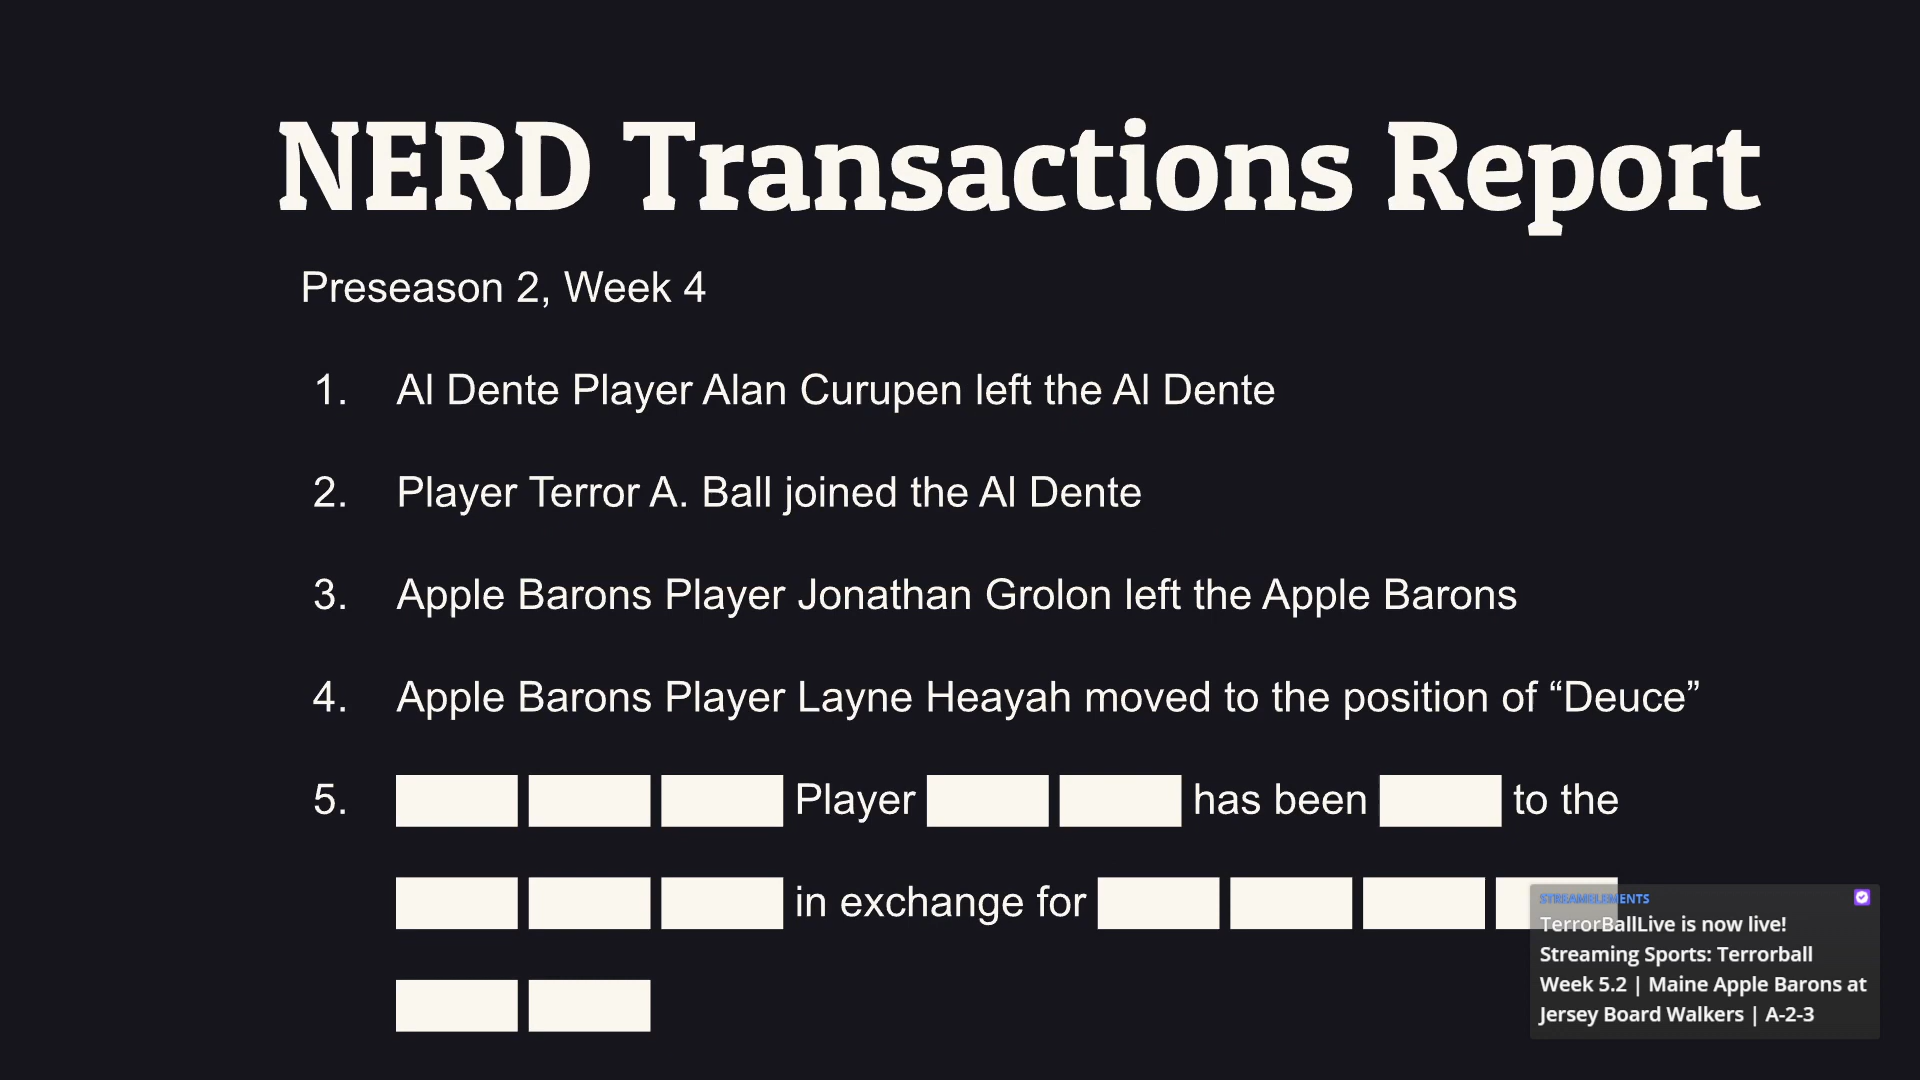 NERD Transactions Report
Preseason 2, Week 4
1. Al Dente Player Alan Curupen left the Al Dente
2. Player Terror A. Ball joined the Al Dente
3. Apple Barons Player Jonathan Grolon left the Apple Barons
4. Apple Barons Player Layne Heayah moved to the position of “Deuce”
5. Player has been to the
in exchange for
STREAMELEMENTS
TerrorBallLive is now live!
Streaming Sports: Terrorball
Week 5.2 | Maine Apple Barons at
Jersey Board Walkers | A-2-3